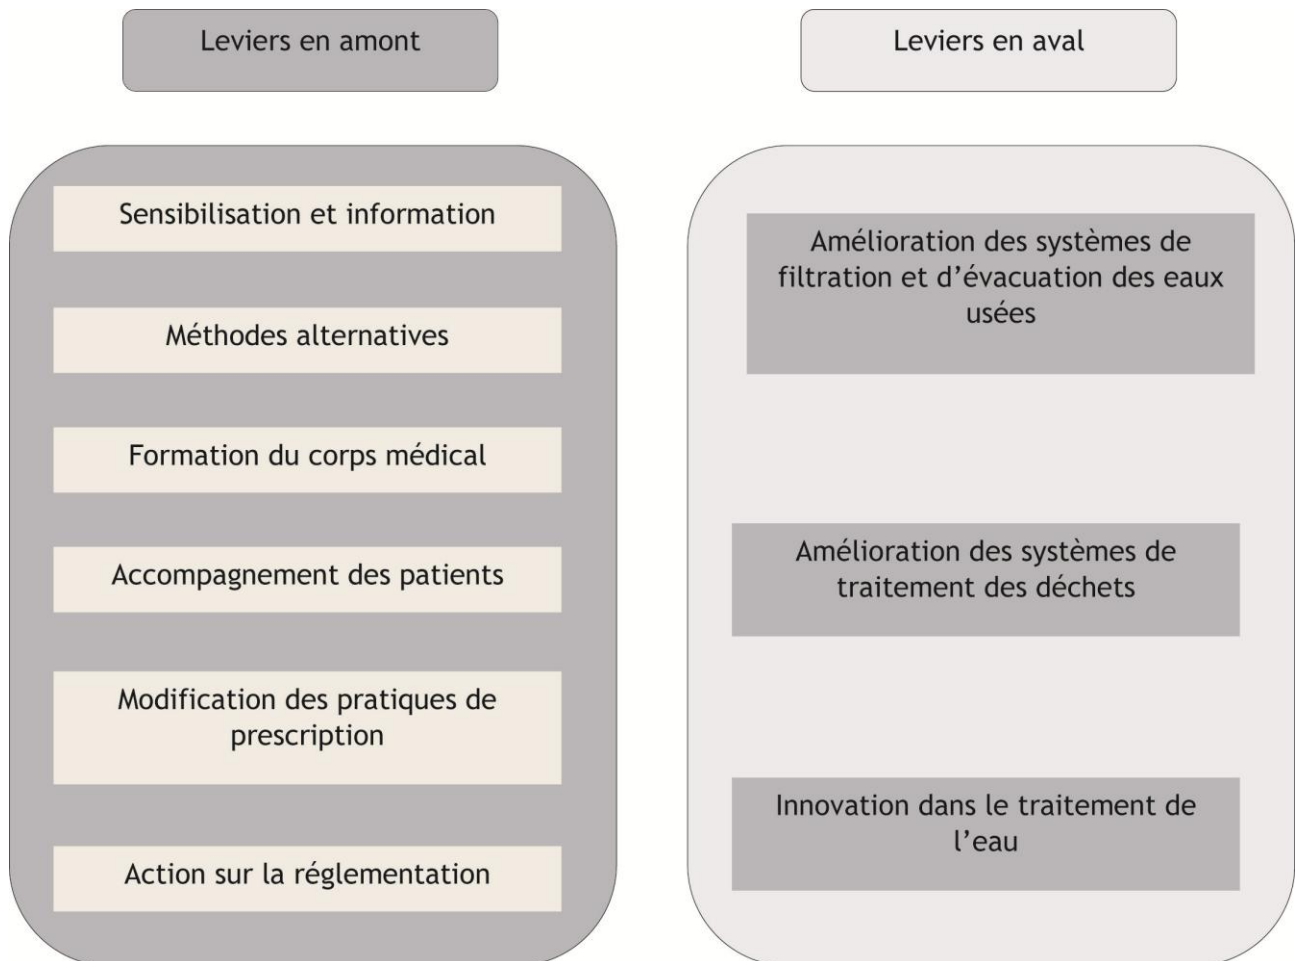 Leviers en amont
Leviers en aval
Sensibilisation et information
Méthodes alternatives
Formation du corps médical
Accompagnement des patients
Modification des pratiques de
prescription
Action sur la réglementation
Amélioration des systèmes de
filtration et d’évacuation des eaux
usées
Amélioration des systèmes de
traitement des déchets
Innovation dans le traitement de
l’eau